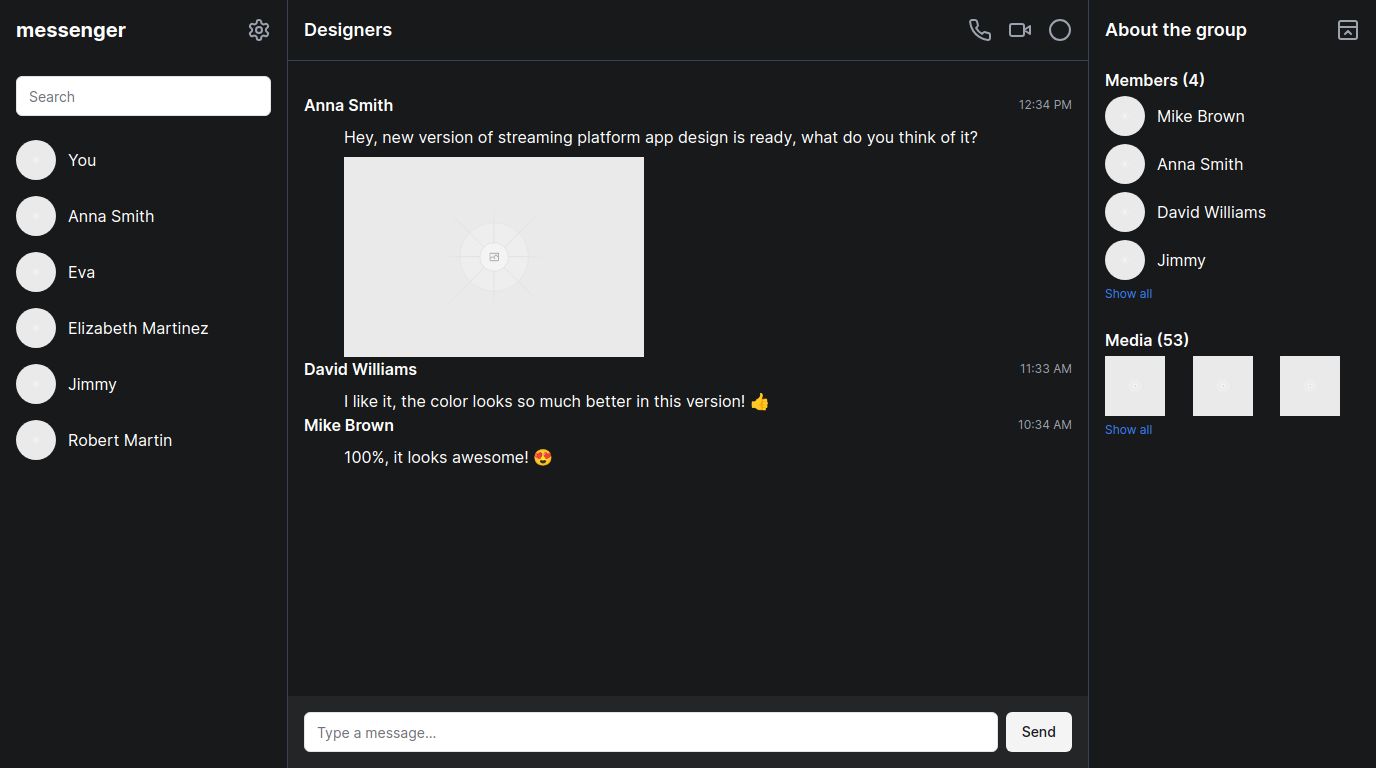 messenger
Search
You
Anna Smith
Eva
Elizabeth Martinez
Jimmy
Robert Martin
Designers
Anna Smith
12:34 PM
Hey, new version of streaming platform app design is ready, what do you think of it?
David Williams
11:33 AM
I like it, the color looks so much better in this version! 👍
Mike Brown
10:34 AM
100%, it looks awesome! 😍
Type a message...
Send
About the group
Members (4)
Mike Brown
Anna Smith
David Williams
Jimmy
Show all
Media (53)
Show all